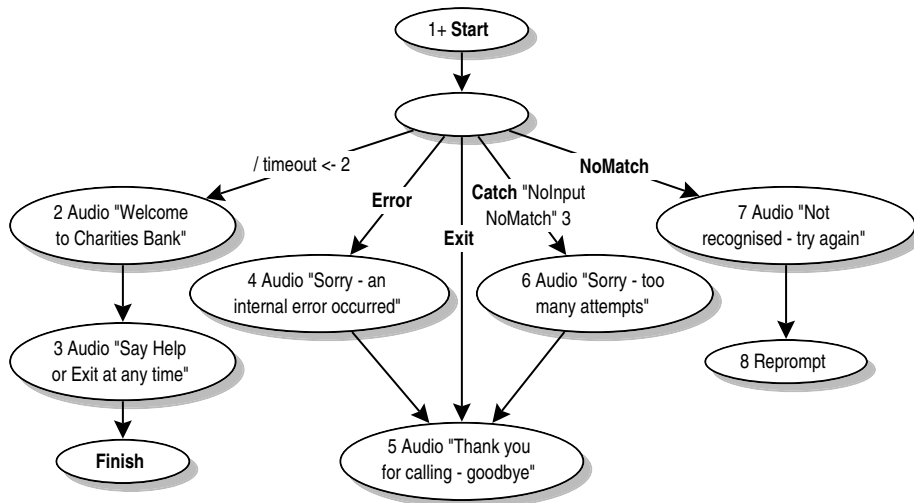 1+ Start
/ timeout <- 2
Error
Exit
Catch "NoInput
NoMatch" 3
NoMatch
2 Audio "Welcome
to Charities Bank"
4 Audio "Sorry - an
internal error occurred"
6 Audio "Sorry - too
many attempts"
7 Audio "Not
recognised - try again"
3 Audio "Say Help
or Exit at any time"
8 Reprompt
Finish
5 Audio "Thank you
for calling - goodbye"